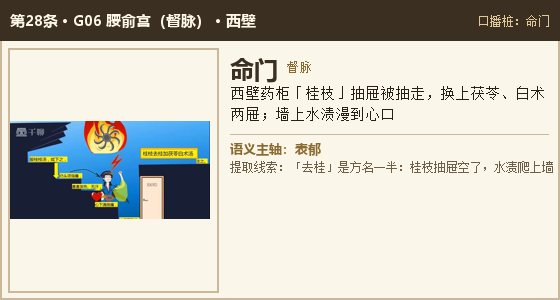 第28条 · G06 腰俞宫（督脉） · 西壁
口播桩：命门
命门 督脉
西壁药柜「桂枝」抽屉被抽走，换上茯苓、白术
两屉；墙上水渍漫到心口
语义主轴：表郁
提取线索：「去桂」是方名一半：桂枝抽屉空了，水渍爬上墙
千聊
桂枝去桂加茯苓白术汤